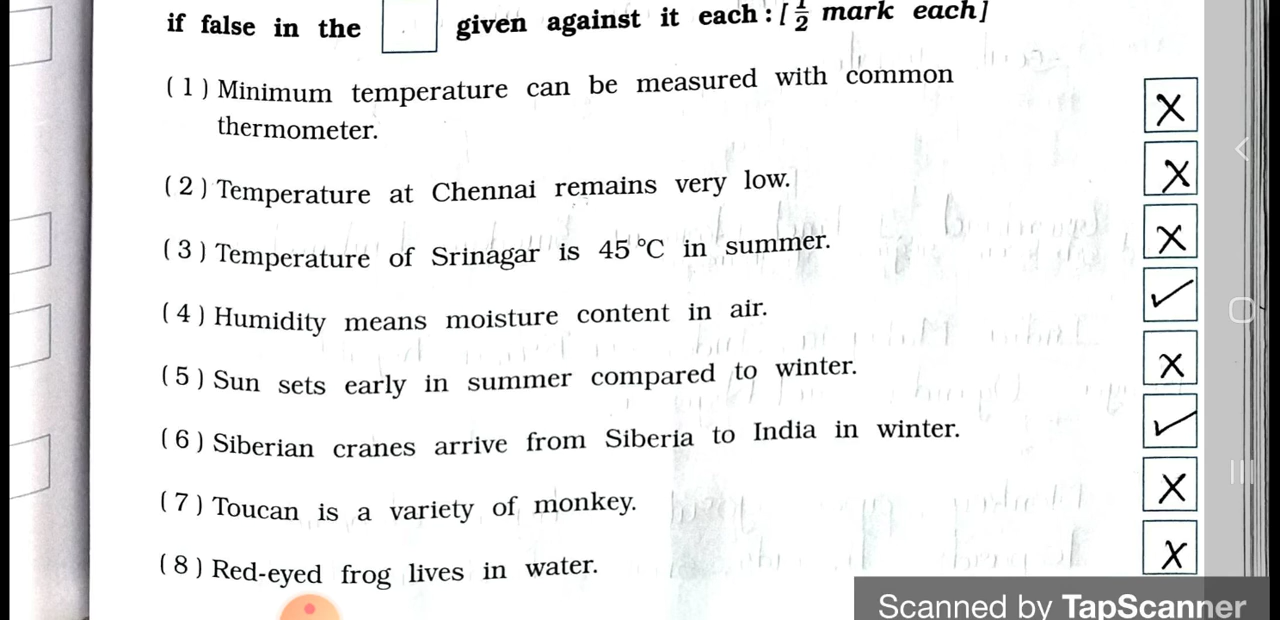 if false in the given against it each : [ 1/2 mark each]
( 1 ) Minimum temperature can be measured with common
thermometer. X
( 2 ) Temperature at Chennai remains very low. X
( 3 ) Temperature of Srinagar is 45 °C in summer. X
( 4 ) Humidity means moisture content in air. ✓
( 5 ) Sun sets early in summer compared to winter. X
( 6 ) Siberian cranes arrive from Siberia to India in winter. ✓
( 7 ) Toucan is a variety of monkey. X
( 8 ) Red-eyed frog lives in water. X
Scanned by TapScanner